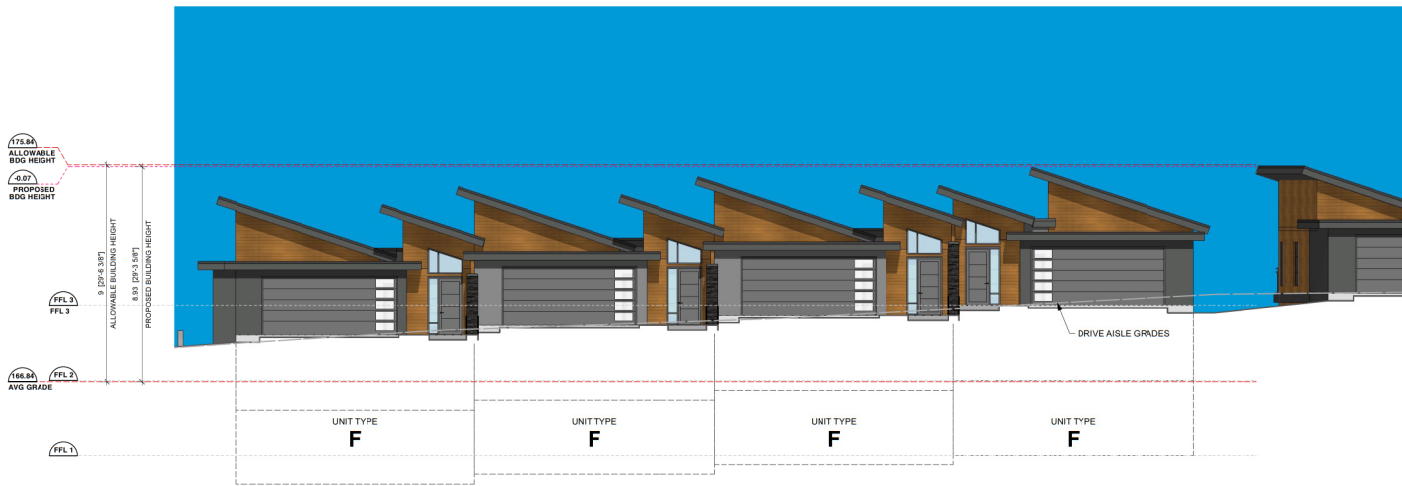 175.84
ALLOWABLE
BDG HEIGHT
-0.07
PROPOSED
BDG HEIGHT
9 [29'-6 3/8"]
ALLOWABLE BUILDING HEIGHT
8.93 [29'-3 5/8"]
PROPOSED BUILDING HEIGHT
FFL 3
FFL 3
DRIVE AISLE GRADES
166.84
AVG GRADE
FFL 2
UNIT TYPE
F
UNIT TYPE
F
UNIT TYPE
F
UNIT TYPE
F
FFL 1